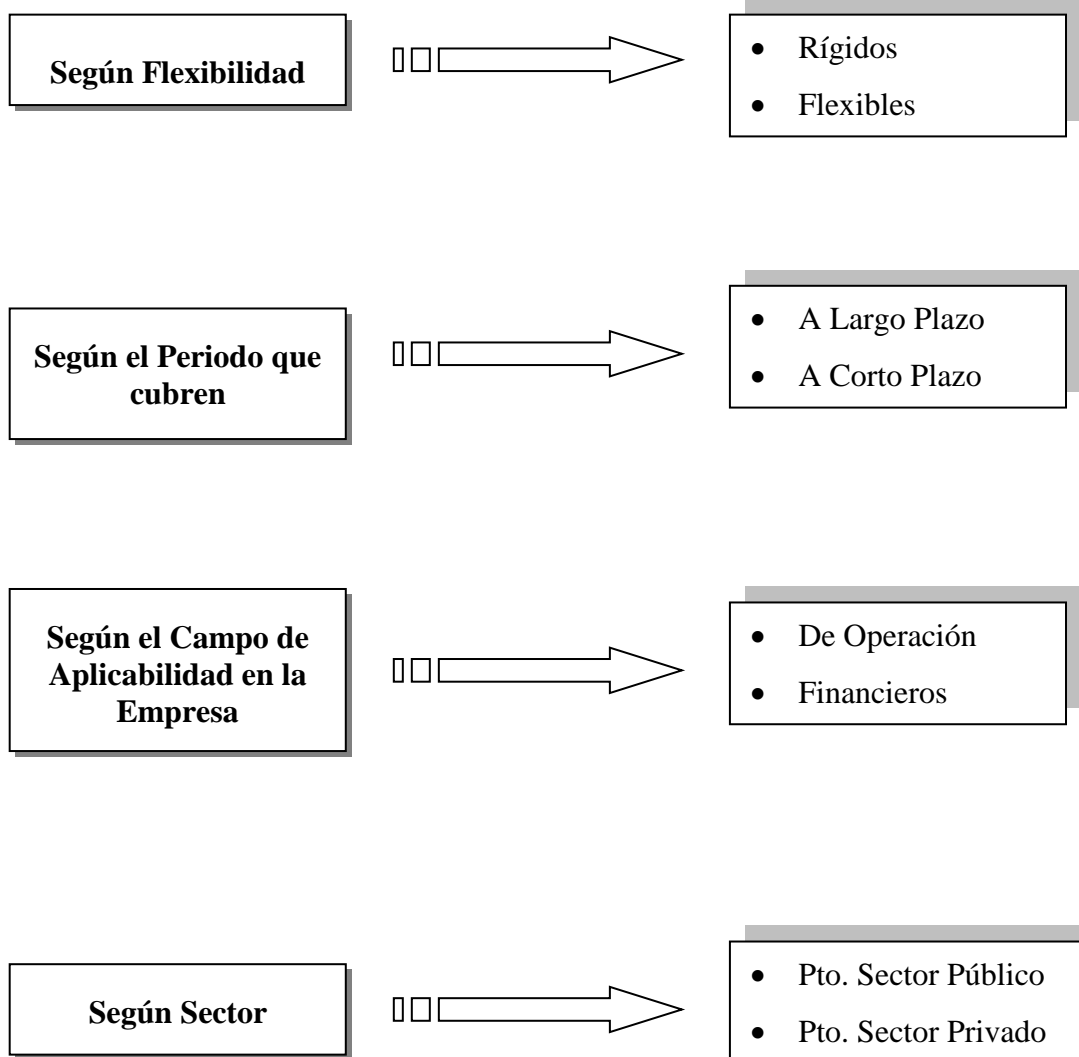 Según Flexibilidad
• Rígidos
• Flexibles
Según el Periodo que
cubren
• A Largo Plazo
• A Corto Plazo
Según el Campo de
Aplicabilidad en la
Empresa
• De Operación
• Financieros
Según Sector
• Pto. Sector Público
• Pto. Sector Privado